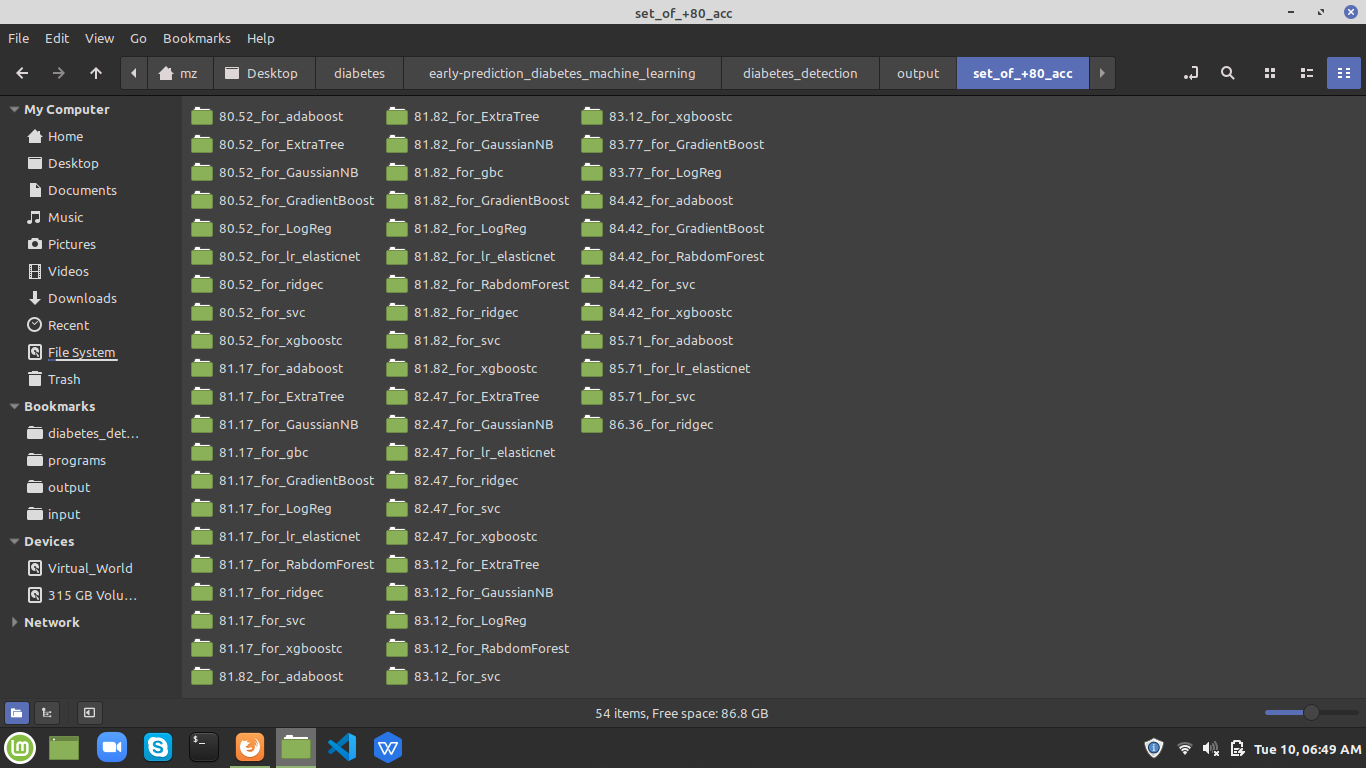 set_of_+80_acc
File Edit View Go Bookmarks Help
mz Desktop diabetes early-prediction_diabetes_machine_learning diabetes_detection output set_of_+80_acc
My Computer
Home
Desktop
Documents
Music
Pictures
Videos
Downloads
Recent
File System
Trash
Bookmarks
diabetes_det...
programs
output
input
Devices
Virtual_World
315 GB Volu...
Network
80.52_for_adaboost
80.52_for_ExtraTree
80.52_for_GaussianNB
80.52_for_GradientBoost
80.52_for_LogReg
80.52_for_lr_elasticnet
80.52_for_ridgec
80.52_for_svc
80.52_for_xgboostc
81.17_for_adaboost
81.17_for_ExtraTree
81.17_for_GaussianNB
81.17_for_gbc
81.17_for_GradientBoost
81.17_for_LogReg
81.17_for_lr_elasticnet
81.17_for_RabdomForest
81.17_for_ridgec
81.17_for_svc
81.17_for_xgboostc
81.82_for_adaboost
81.82_for_ExtraTree
81.82_for_GaussianNB
81.82_for_gbc
81.82_for_GradientBoost
81.82_for_LogReg
81.82_for_lr_elasticnet
81.82_for_RabdomForest
81.82_for_ridgec
81.82_for_svc
81.82_for_xgboostc
82.47_for_ExtraTree
82.47_for_GaussianNB
82.47_for_lr_elasticnet
82.47_for_ridgec
82.47_for_svc
82.47_for_xgboostc
83.12_for_ExtraTree
83.12_for_GaussianNB
83.12_for_LogReg
83.12_for_RabdomForest
83.12_for_svc
83.12_for_xgboostc
83.77_for_GradientBoost
83.77_for_LogReg
84.42_for_adaboost
84.42_for_GradientBoost
84.42_for_RabdomForest
84.42_for_svc
84.42_for_xgboostc
85.71_for_adaboost
85.71_for_lr_elasticnet
85.71_for_svc
86.36_for_ridgec
54 items, Free space: 86.8 GB
Tue 10, 06:49 AM